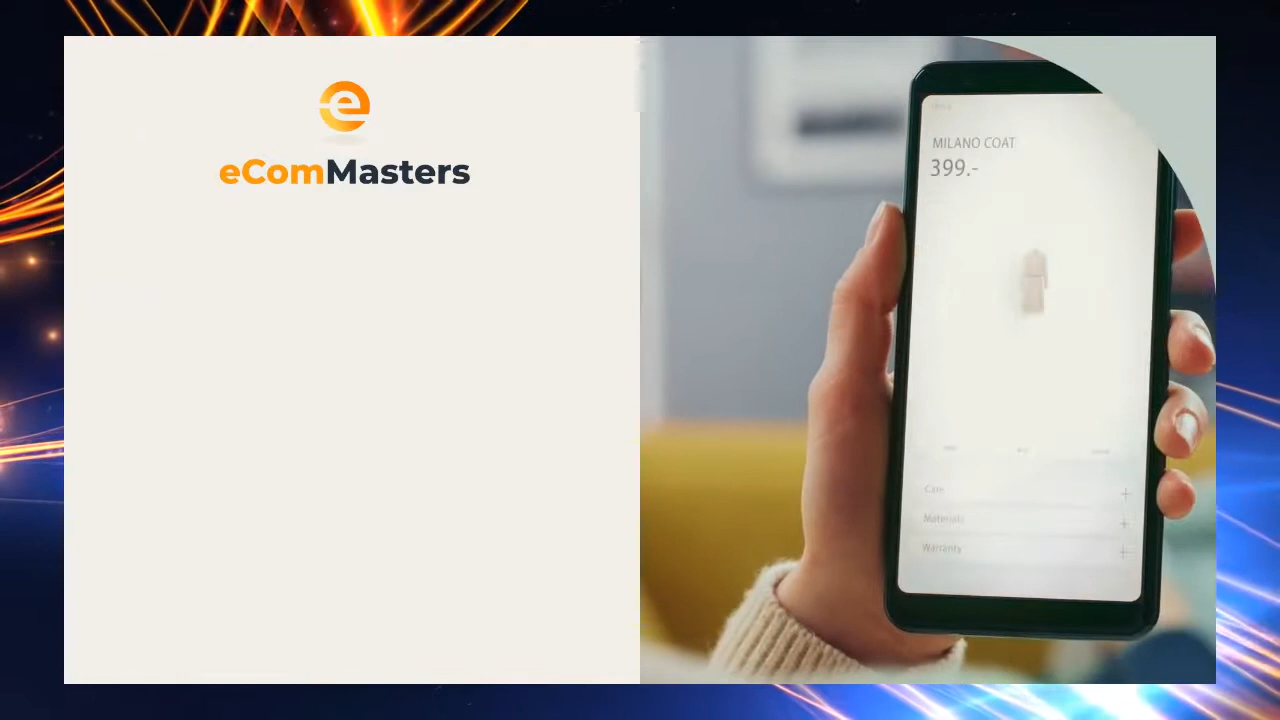 e
eComMasters
MILANO COAT
399.-
Care
Materials
Warranty